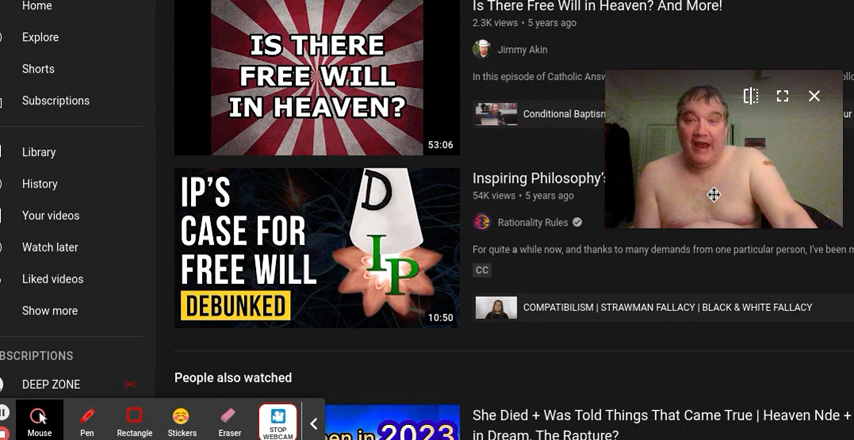 Home
Explore
Shorts
Subscriptions
Library
History
Your videos
Watch later
Liked videos
Show more
BSCRIPTIONS
DEEP ZONE
IS THERE
FREE WILL
IN HEAVEN?
53:06
Is There Free Will in Heaven? And More!
2.3K views • 5 years ago
Jimmy Akin
In this episode of Catholic Answ
Conditional Baptism
ur
IP'S
CASE FOR
FREE WILL
DEBUNKED
D
IP
10:50
Inspiring Philosophy's
54K views • 5 years ago
Rationality Rules
For quite a while now, and thanks to many demands from one particular person, I've been m
CC
COMPATIBILISM | STRAWMAN FALLACY | BLACK & WHITE FALLACY
People also watched
She Died + Was Told Things That Came True | Heaven Nde +
in Dream. The Rapture?
en in 2023
Mouse
Pen
Rectangle
Stickers
Eraser
STOP
WEBCAM